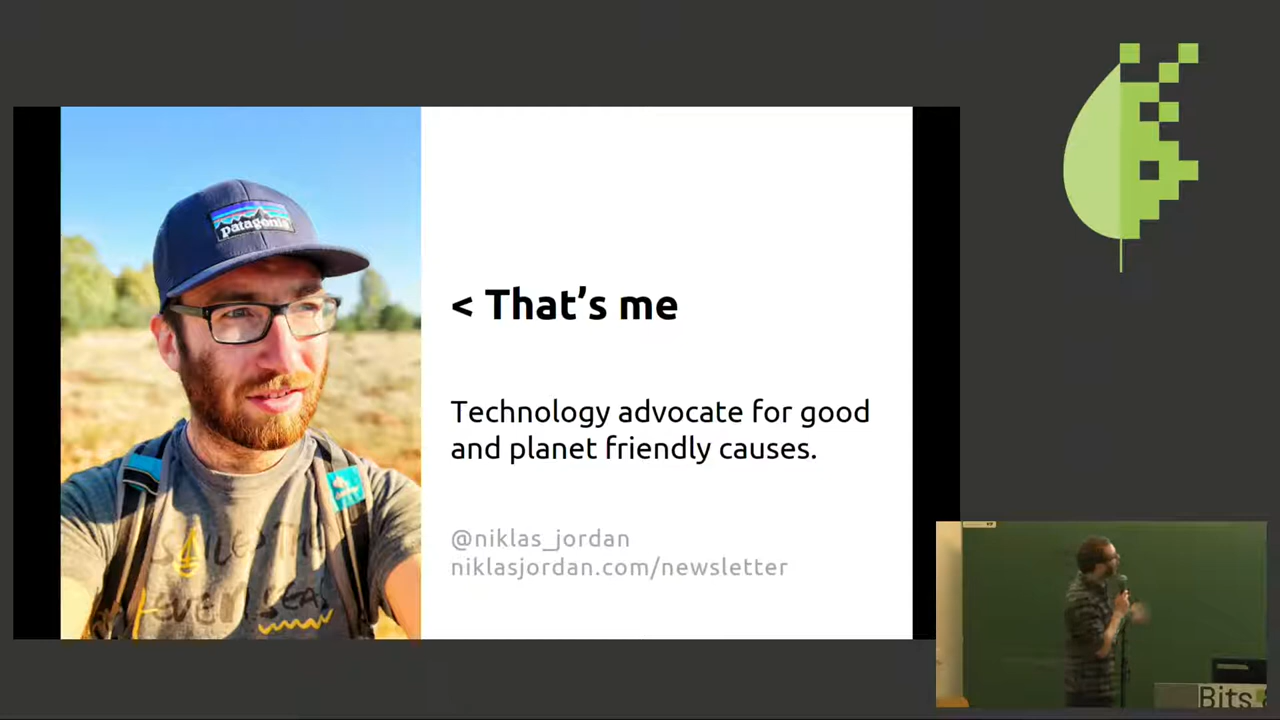 patagonia
< That's me
Technology advocate for good
and planet friendly causes.
@niklas_jordan
niklasjordan.com/newsletter
Bits